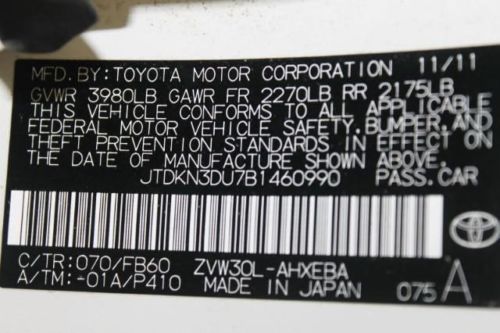 MFD. BY: TOYOTA MOTOR CORPORATION 11/11
GVWR 3980LB GAWR FR 2270LB RR 2175LB
THIS VEHICLE CONFORMS TO ALL APPLICABLE
FEDERAL MOTOR VEHICLE SAFETY, BUMPER, AND
THEFT PREVENTION STANDARDS IN EFFECT ON
THE DATE OF MANUFACTURE SHOWN ABOVE.
JTDKN3DU7B1460990 PASS.CAR
C/TR: 070/FB60 ZVW30L-AHXEBA
A/TM: -01A/P410 MADE IN JAPAN 075 A
TOYOTA